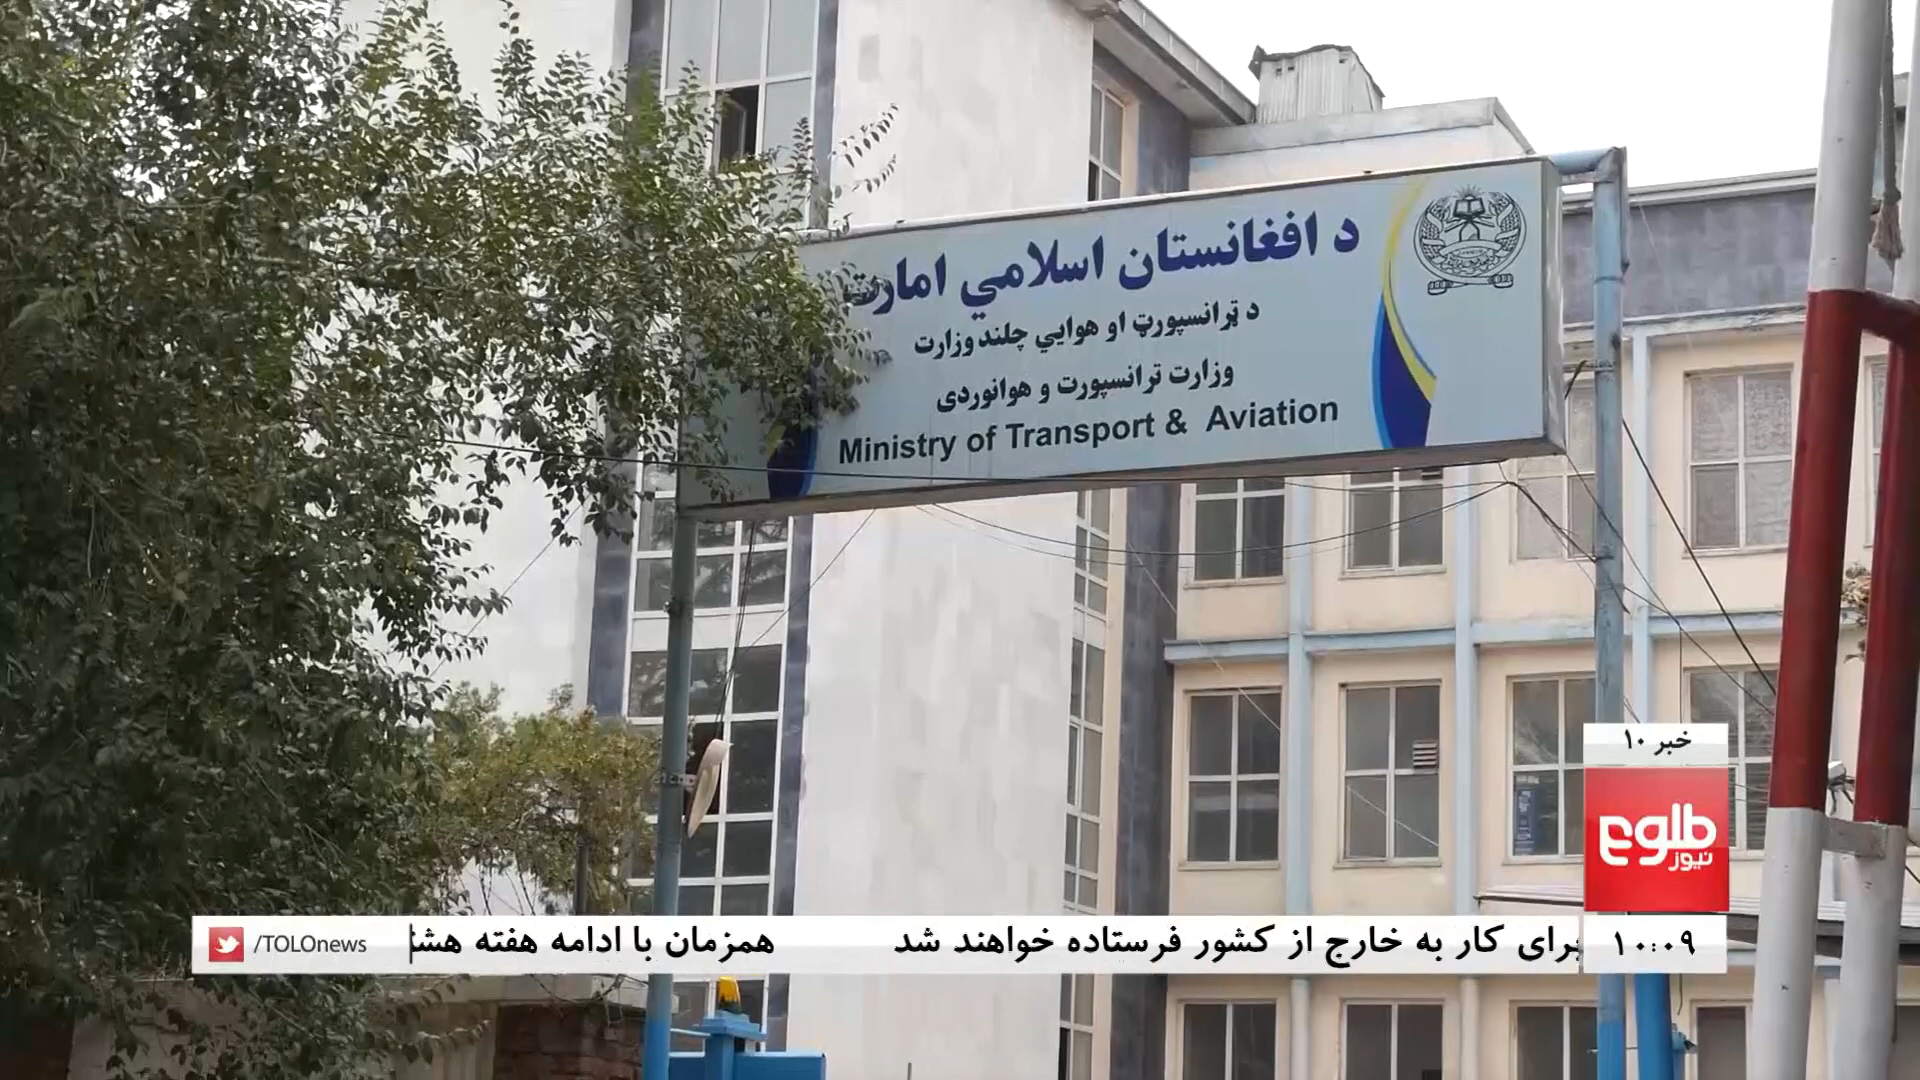 د افغانستان اسلامي امارت
د ټرانسپورټ او هوايي چلند وزارت
وزارت ترانسپورت و هوانوردی
Ministry of Transport & Aviation
خبر ۱۰
طلوع
نیوز
برای کار به خارج از کشور فرستاده خواهند شد
همزمان با ادامه هفته
/TOLOnews
۱۰:۰۹